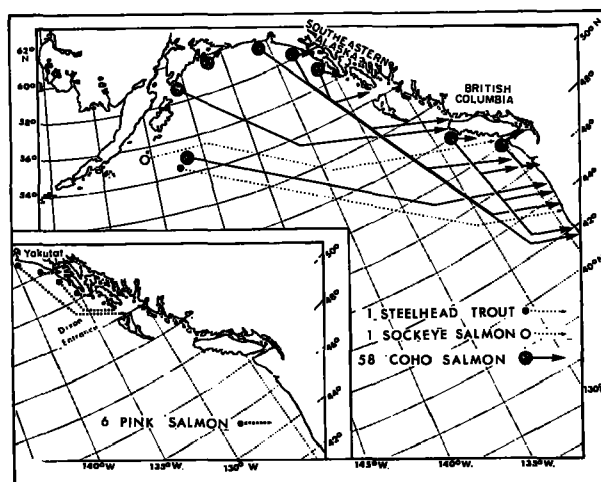 62°
N
60°
58°
56°
54°
SOUTHEASTERN
ALASKA
BRITISH
COLUMBIA
50°N
48°
46°
44°
42°
40°N
130°
Yakutat
Dixon
Entrance
50°
48°
46°
44°
42°
1 STEELHEAD TROUT
1 SOCKEYE SALMON
58 COHO SALMON
6 PINK SALMON
140°W.
135°W.
130°W.
145°W.
140°W.
135°W.